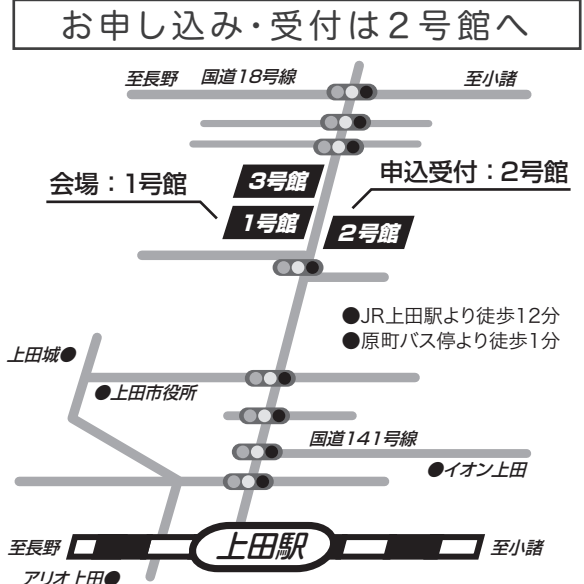 お申し込み・受付は2号館へ
至長野
国道18号線
至小諸
会場：1号館
3号館
1号館
申込受付：2号館
2号館
●JR上田駅より徒歩12分
●原町バス停より徒歩1分
上田城●
●上田市役所
国道141号線
●イオン上田
至長野
上田駅
至小諸
アリオ上田●